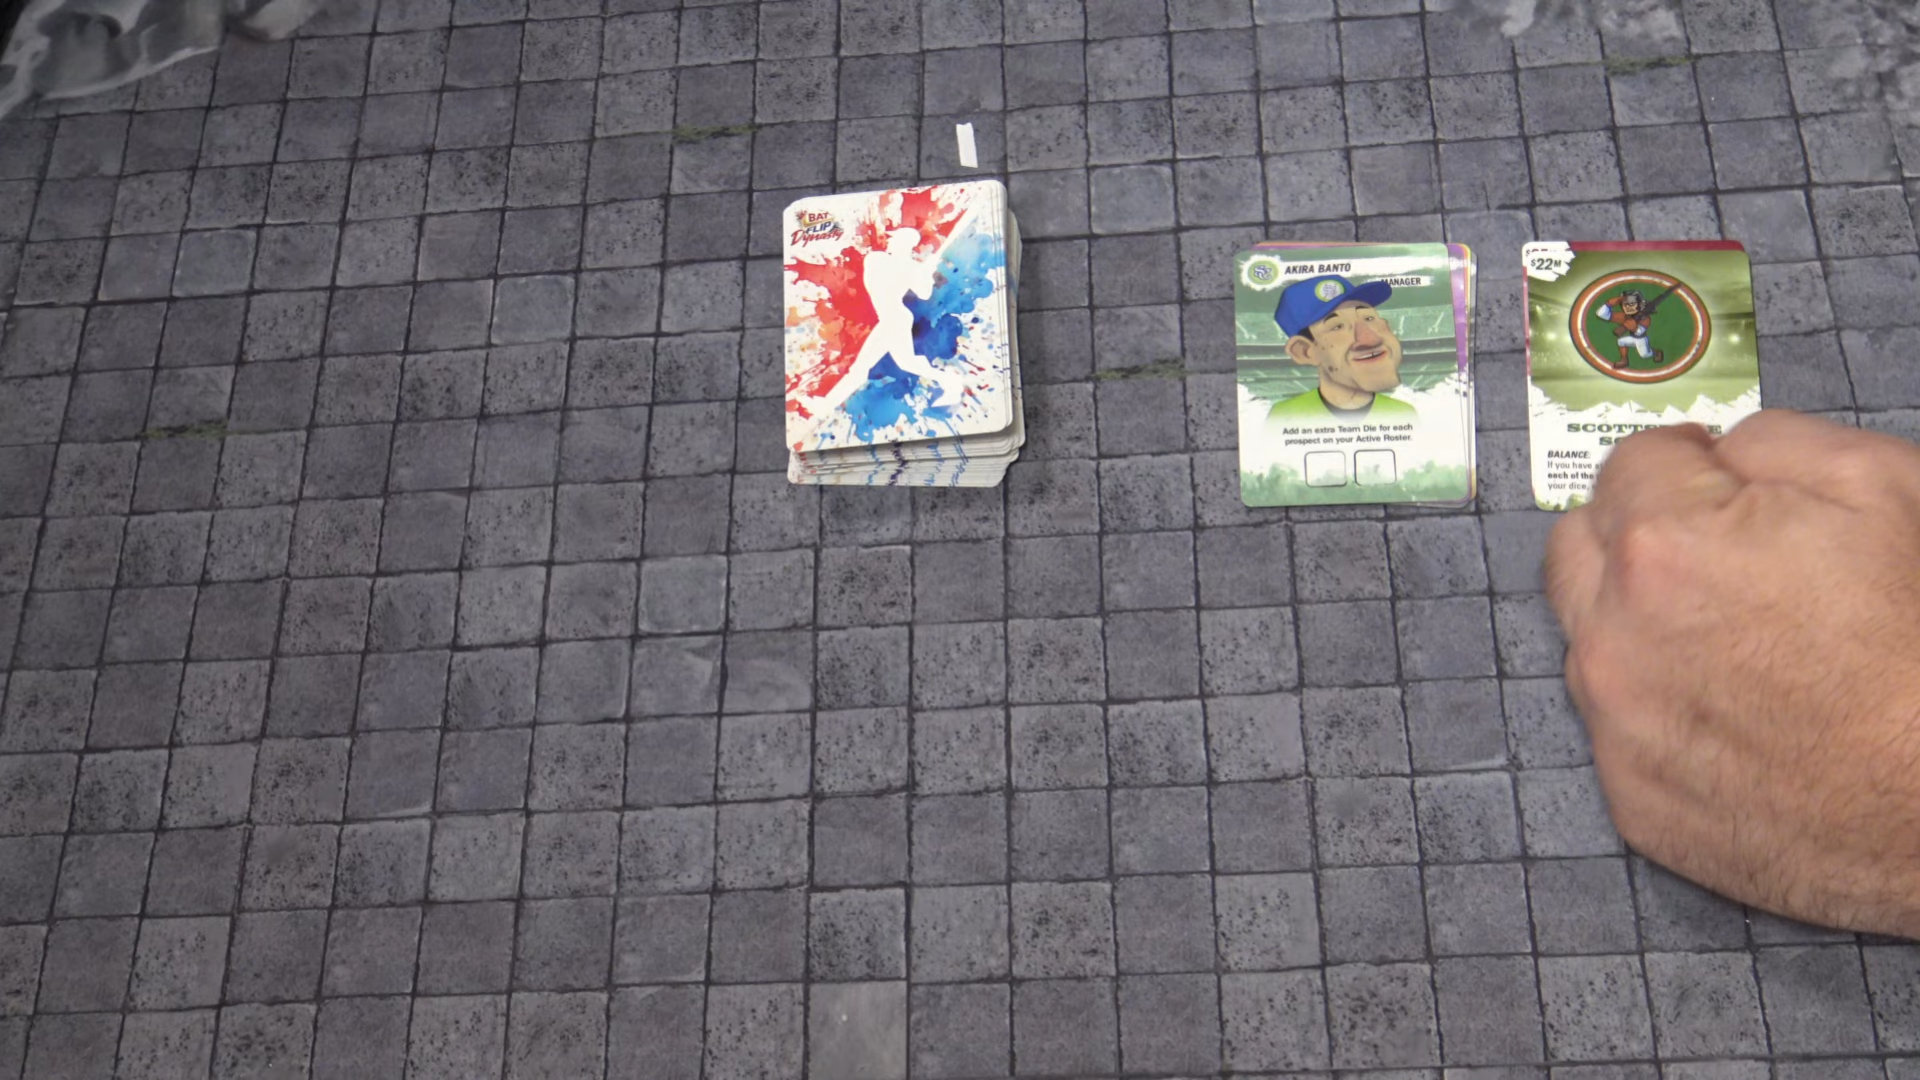 BAT
FLIP
Dynasty
AKIRA BANTO
MANAGER
Add an extra Team Die for each
prospect on your Active Roster.
$22M
BALANCE:
If you have
each of the
your dice,